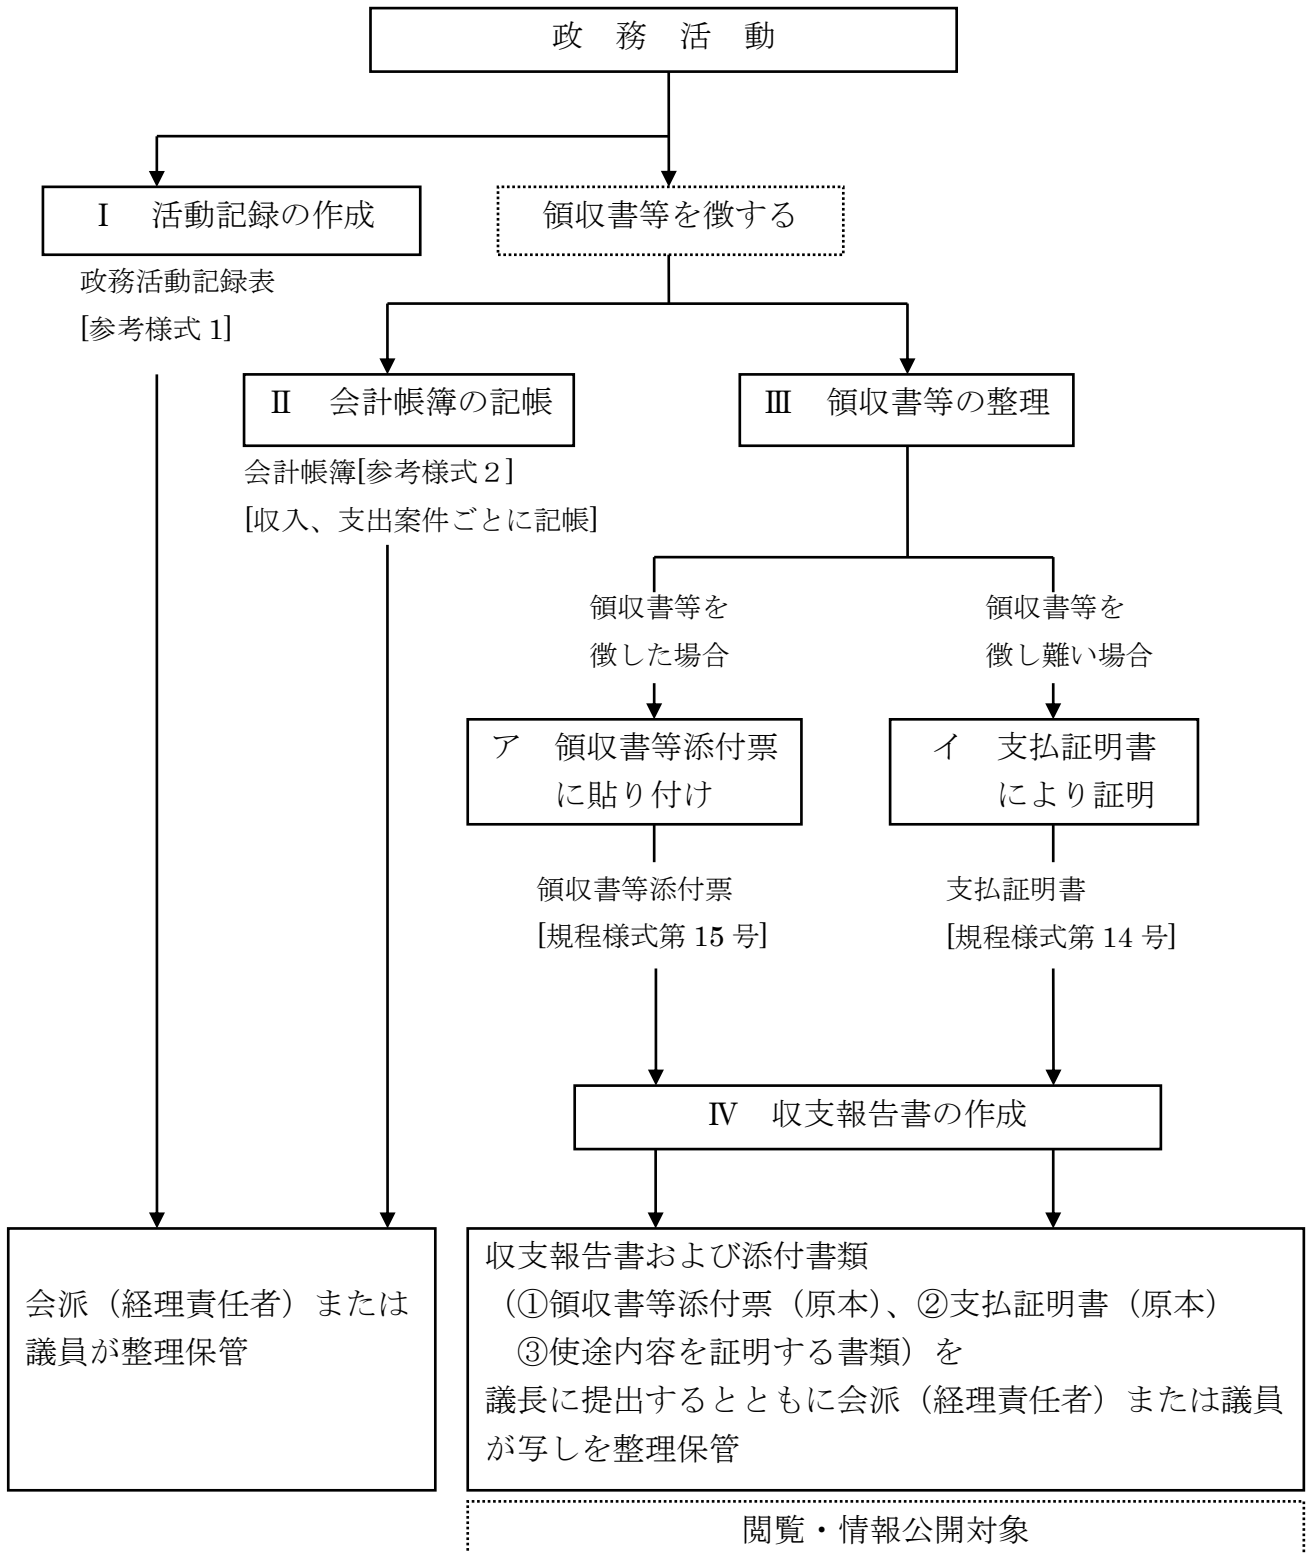 政　務　活　動
Ⅰ　活動記録の作成
領収書等を徴する
政務活動記録表
[参考様式 1]
Ⅱ　会計帳簿の記帳
Ⅲ　領収書等の整理
会計帳簿[参考様式２]
[収入、支出案件ごとに記帳]
領収書等を
徴した場合
領収書等を
徴し難い場合
ア　領収書等添付票
に貼り付け
イ　支払証明書
により証明
領収書等添付票
[規程様式第 15 号]
支払証明書
[規程様式第 14 号]
Ⅳ　収支報告書の作成
会派（経理責任者）または
議員が整理保管
収支報告書および添付書類
（①領収書等添付票（原本）、②支払証明書（原本）
③使途内容を証明する書類）を
議長に提出するとともに会派（経理責任者）または議員
が写しを整理保管
閲覧・情報公開対象